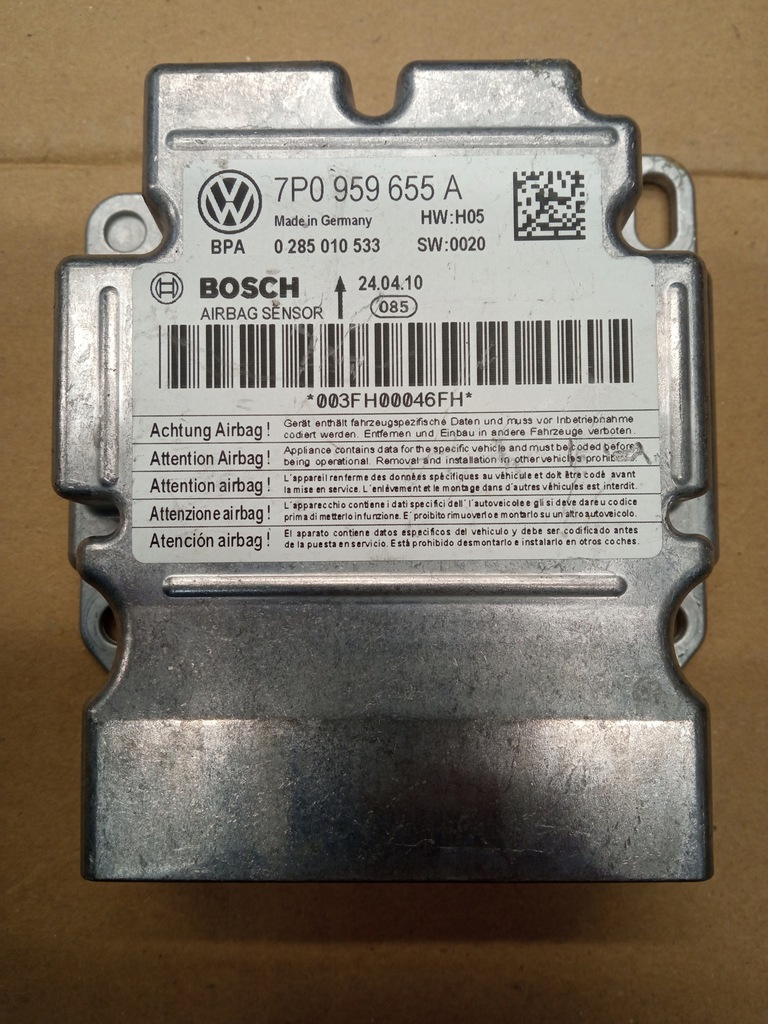 7P0 959 655 A
Made in Germany HW:H05
BPA 0 285 010 533 SW:0020
BOSCH 24.04.10
AIRBAG SENSOR 085
*003FH00046FH*
Achtung Airbag! Gerät enthält fahrzeugspezifische Daten und muss vor Inbetriebnahme
codiert werden. Entfernen und Einbau in andere Fahrzeuge verboten.
Attention Airbag! Appliance contains data for the specific vehicle and must be coded before
being operational. Removal and installation in other vehicles prohib
Attention airbag! L'appareil renferme des données spécifiques au véhicule et doit être codé avant
la mise en service. L'enlèvement et le montage dans d'autres véhicules est interdit.
Attenzione airbag! L'apparecchio contiene i dati specifici dell'autoveicolo e gli si deve dare u codice
prima di metterlo in funzione. E' proibito rimuoverlo e montarlo su un altro autoveicolo.
Atención airbag! El aparato contiene datos especificos del vehículo y debe ser codificado antes
de la puesta en servicio. Está prohibido desmontarlo e instalarlo en otros coches.